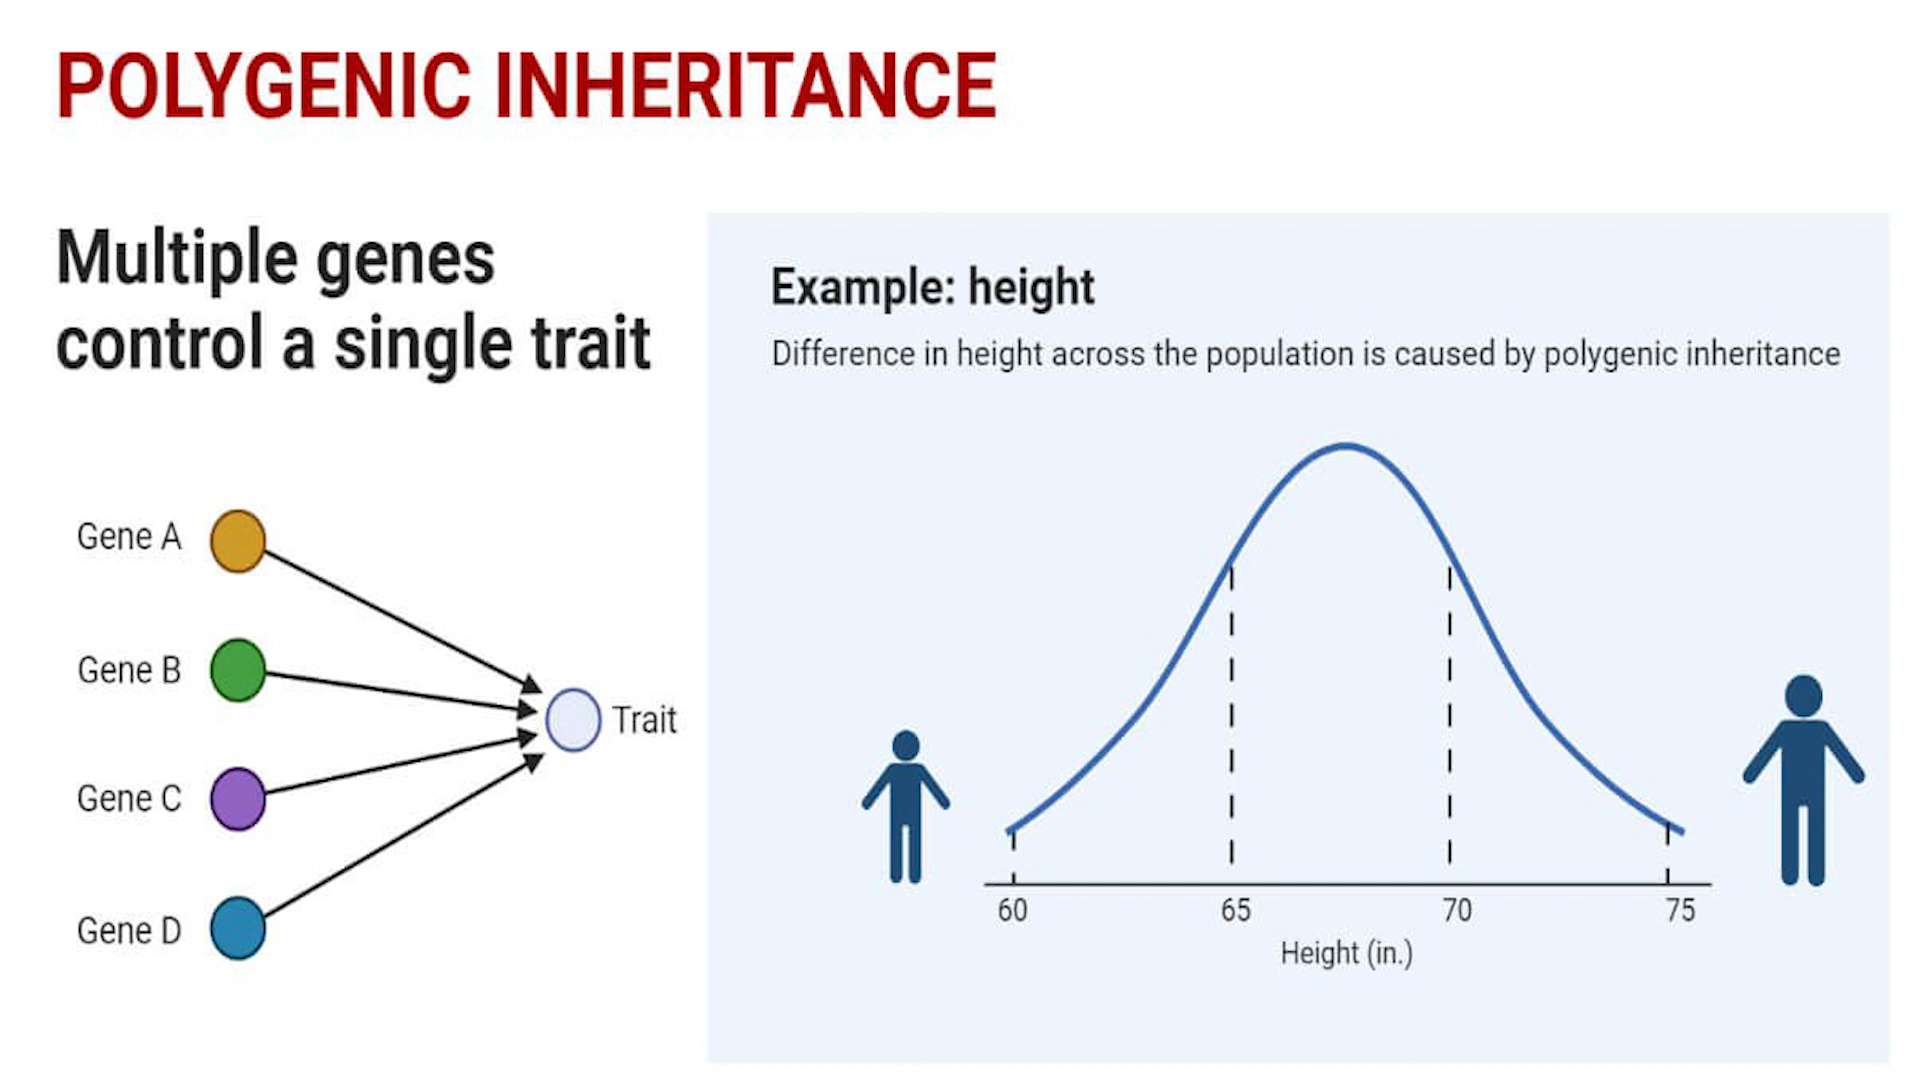 POLYGENIC INHERITANCE
Multiple genes
control a single trait
Gene A
Gene B
Gene C
Gene D
Trait
Example: height
Difference in height across the population is caused by polygenic inheritance
60 65 70 75
Height (in.)